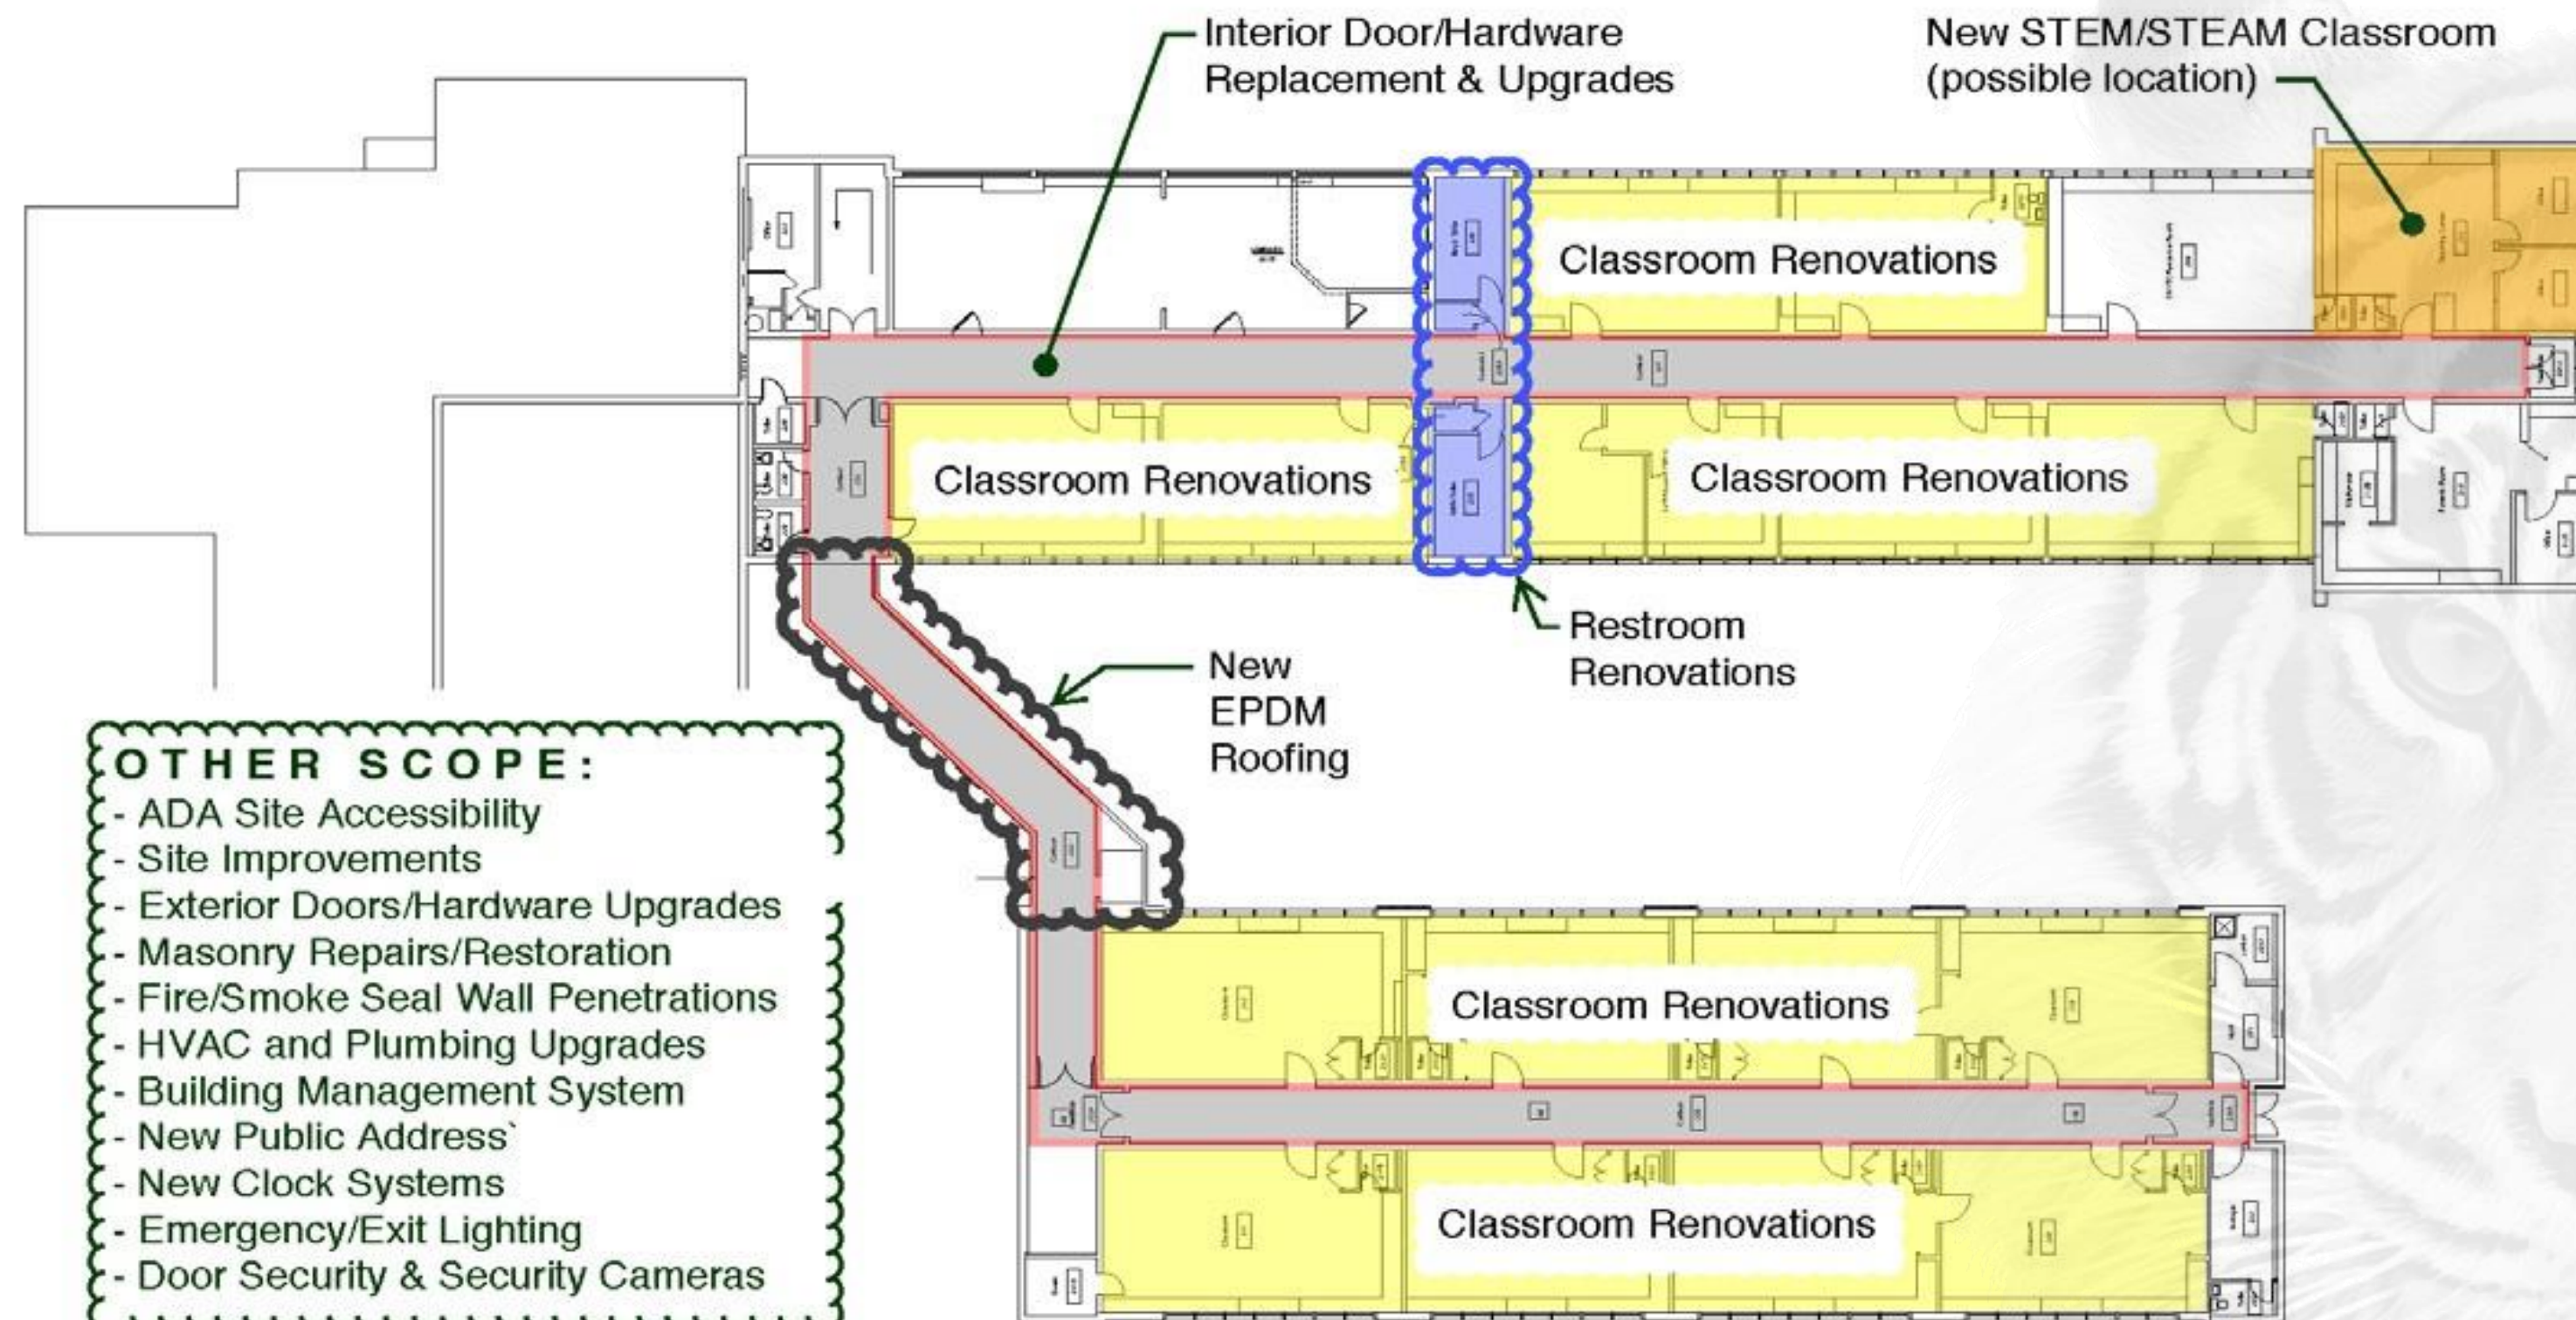 Interior Door/Hardware
Replacement & Upgrades
New STEM/STEAM Classroom
(possible location)
Classroom Renovations
Classroom Renovations
Classroom Renovations
Restroom
Renovations
New
EPDM
Roofing
OTHER SCOPE:
- ADA Site Accessibility
- Site Improvements
- Exterior Doors/Hardware Upgrades
- Masonry Repairs/Restoration
- Fire/Smoke Seal Wall Penetrations
- HVAC and Plumbing Upgrades
- Building Management System
- New Public Address`
- New Clock Systems
- Emergency/Exit Lighting
- Door Security & Security Cameras
Classroom Renovations
Classroom Renovations